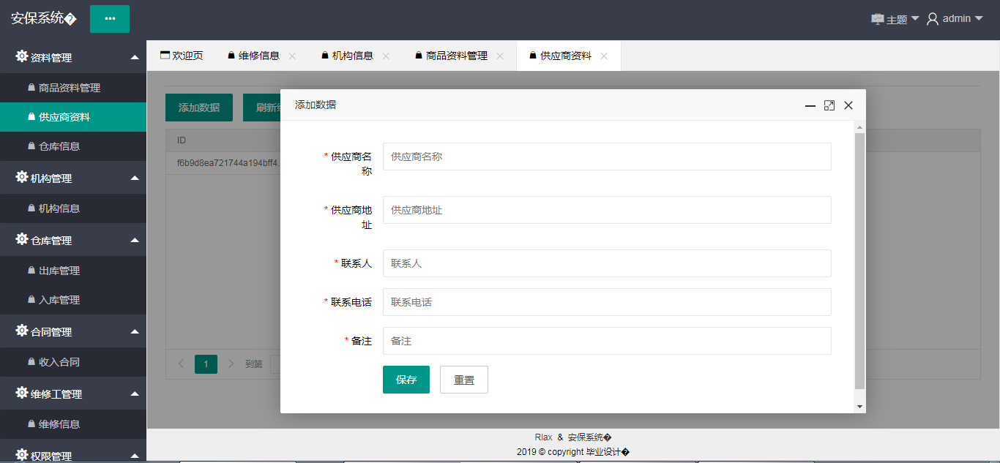 安保系统�
•••
主题
admin
资料管理
商品资料管理
供应商资料
仓库信息
机构管理
机构信息
仓库管理
出库管理
入库管理
合同管理
收入合同
维修工管理
维修信息
权限管理
欢迎页
维修信息
机构信息
商品资料管理
供应商资料
添加数据
刷新
ID
f6b9d8ea721744a194bff4.
1
到第
添加数据
* 供应商名
称
供应商名称
* 供应商地
址
供应商地址
* 联系人
联系人
* 联系电话
联系电话
* 备注
备注
保存
重置
Rlax & 安保系统�
2019 © copyright 毕业设计�